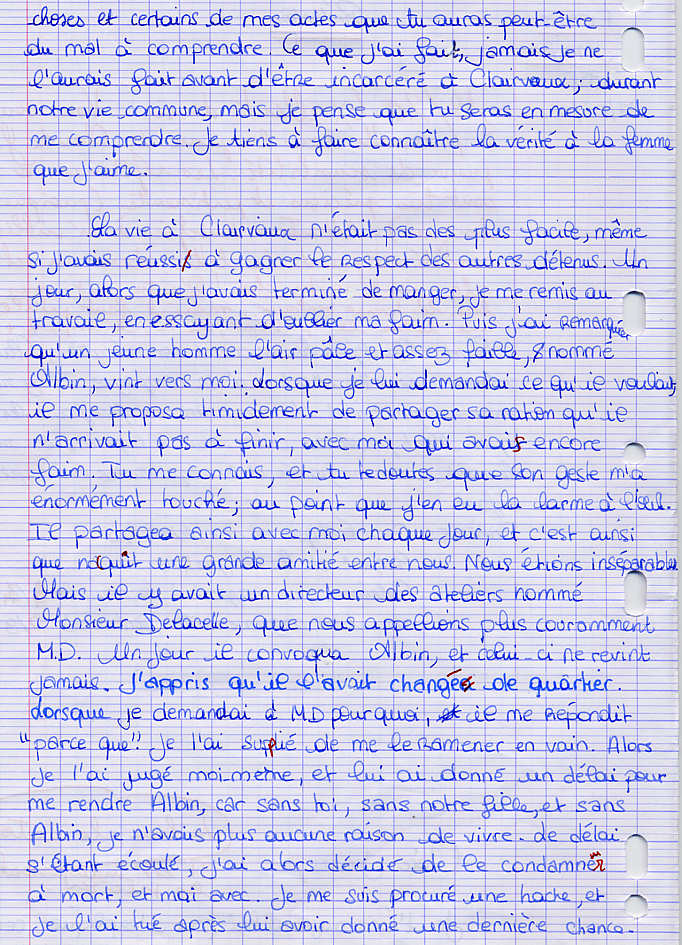 choses et certains de mes actes que tu auras peut-être
du mal à comprendre. Ce que j'ai fait, jamais je ne
l'aurais fait avant d'être incarcéré à Clairvaux, durant
notre vie commune, mais je pense que tu seras en mesure de
me comprendre. Je tiens à faire connaître la vérité à la femme
que j'aime.
La vie à Clairvaux n'était pas des plus facile, même
si j'avais réussi à gagner le respect des autres détenus. Un
jour, alors que j'avais terminé de manger, je me remis au
travail, en essayant d'oublier ma faim. Puis j'ai remarqué
qu'un jeune homme l'air pâle et assez faible, nommé
Albin, vint vers moi. Lorsque je lui demandai ce qu'il voulait,
il me proposa timidement de partager sa ration qu'il
n'arrivait pas à finir, avec moi qui avais encore
faim. Tu me connais, et tu te doutes que son geste m'a
énormément touché; au point que j'en eu la larme à l'œil.
Il partagea ainsi avec moi chaque jour, et c'est ainsi
que naquît une grande amitié entre nous. Nous étions inséparables
Mais il y avait un directeur des ateliers nommé
Monsieur Delacelle, que nous appellions plus couramment
M.D. Un jour il convoqua Albin, et celui-ci ne revint
jamais. J'appris qu'il l'avait changé de quartier.
Lorsque je demandai à MD pourquoi, il me répondit
"parce que". Je l'ai supplié de me le ramener en vain. Alors
je l'ai jugé moi-même, et lui ai donné un délai pour
me rendre Albin, car sans toi, sans notre fille, et sans
Albin, je n'avais plus aucune raison de vivre. Le délai
s'étant écoulé, j'ai alors décidé de le condamner
à mort, et moi avec. Je me suis procuré une hache, et
je l'ai tué après lui avoir donné une dernière chance.